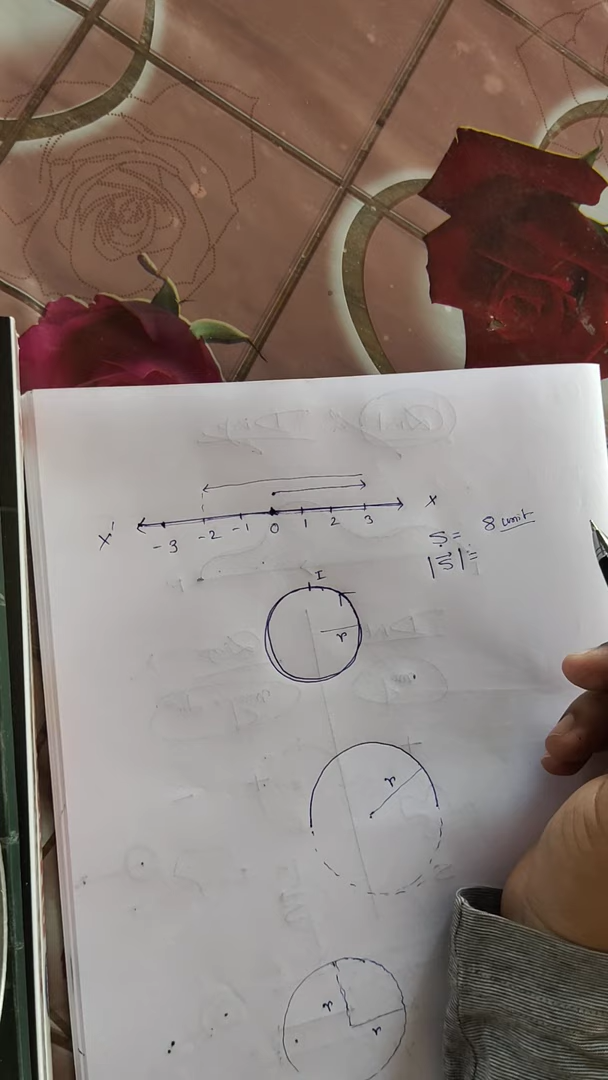 X' -3 -2 -1 0 1 2 3 X
S = 8 unit
|S⃗| =
I
r
r
r
r